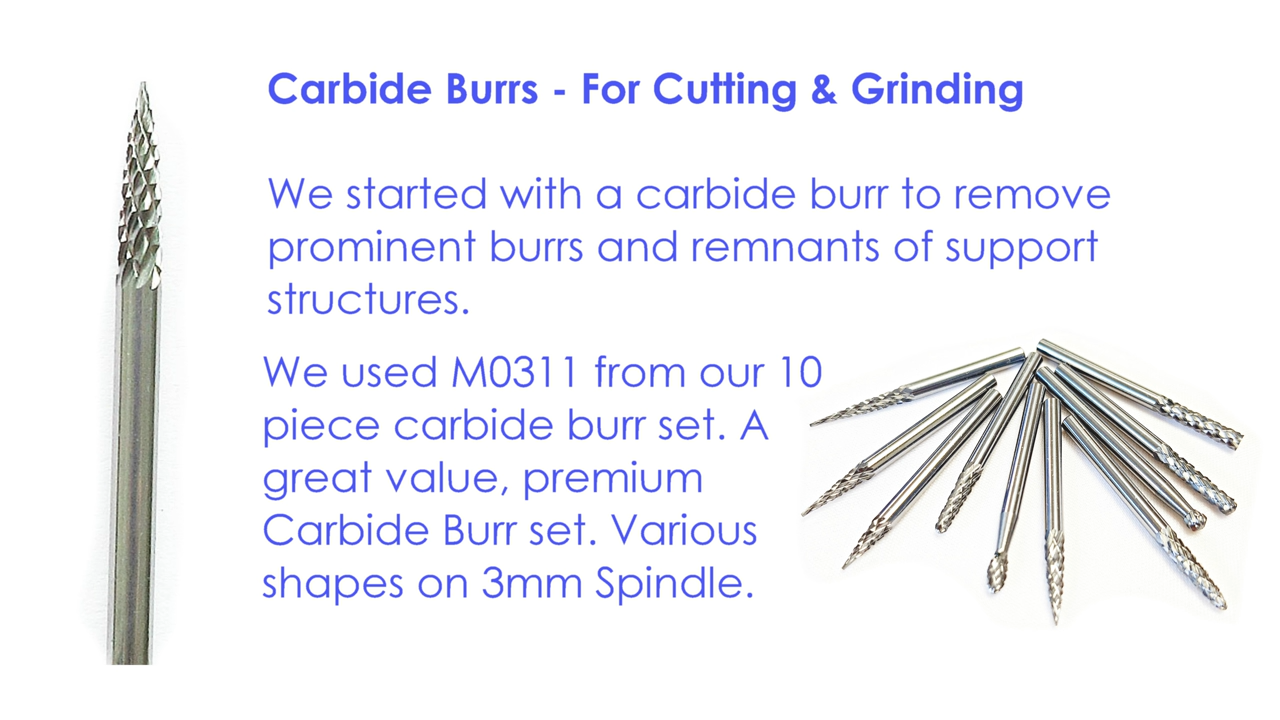 Carbide Burrs - For Cutting & Grinding
We started with a carbide burr to remove
prominent burrs and remnants of support
structures.
We used M0311 from our 10
piece carbide burr set. A
great value, premium
Carbide Burr set. Various
shapes on 3mm Spindle.